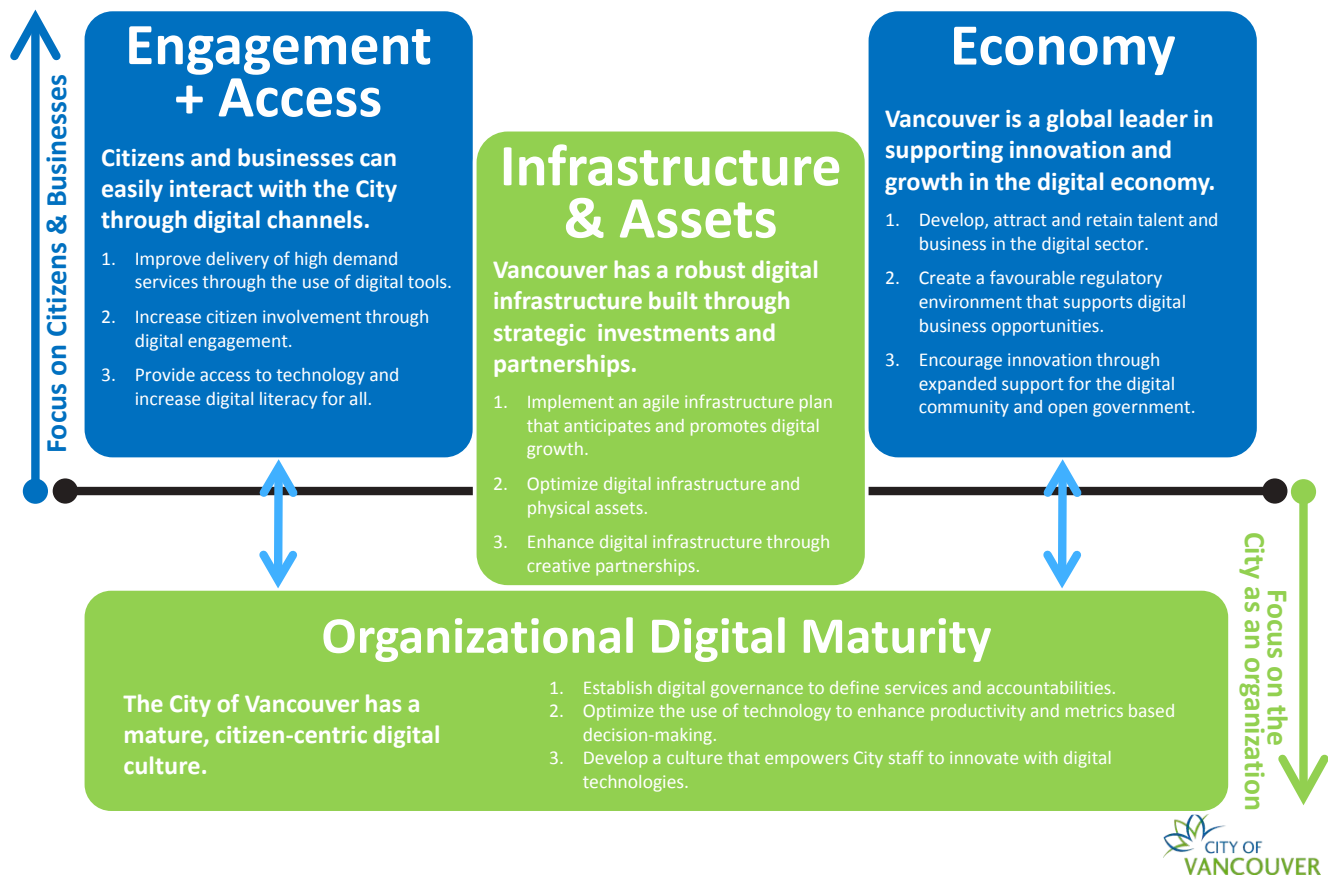 Focus on Citizens & Businesses
Engagement
+ Access
Citizens and businesses can
easily interact with the City
through digital channels.
1. Improve delivery of high demand
services through the use of digital tools.
2. Increase citizen involvement through
digital engagement.
3. Provide access to technology and
increase digital literacy for all.
Infrastructure
& Assets
Vancouver has a robust digital
infrastructure built through
strategic investments and
partnerships.
1. Implement an agile infrastructure plan
that anticipates and promotes digital
growth.
2. Optimize digital infrastructure and
physical assets.
3. Enhance digital infrastructure through
creative partnerships.
Economy
Vancouver is a global leader in
supporting innovation and
growth in the digital economy.
1. Develop, attract and retain talent and
business in the digital sector.
2. Create a favourable regulatory
environment that supports digital
business opportunities.
3. Encourage innovation through
expanded support for the digital
community and open government.
Organizational Digital Maturity
The City of Vancouver has a
mature, citizen-centric digital
culture.
1. Establish digital governance to define services and accountabilities.
2. Optimize the use of technology to enhance productivity and metrics based
decision-making.
3. Develop a culture that empowers City staff to innovate with digital
technologies.
Focus on the
City as an organization
CITY OF
VANCOUVER